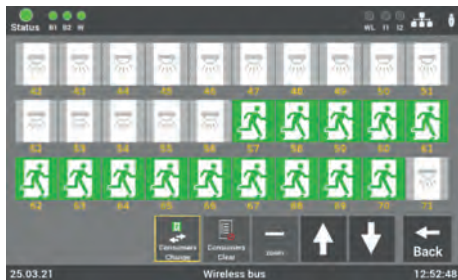 Status B1 B2 W WL I1 I2
42 43 44 45 46 47 48 49 50 51
52 53 54 55 56 57 58 59 60 61
62 63 64 65 66 67 68 69 70 71
Consumers
Change
Consumers
Clear
Back
25.03.21 Wireless bus 12:52:48